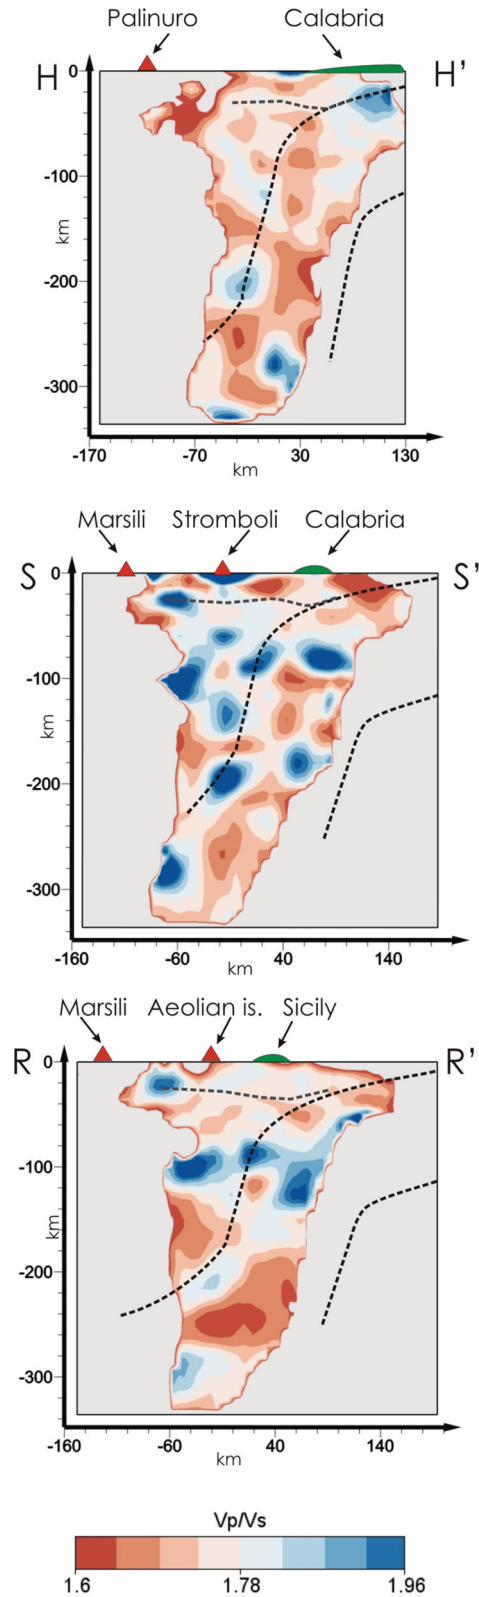 Palinuro Calabria
H H'
0
-100
km
-200
-300
-170 -70 30 130
km
Marsili Stromboli Calabria
S S'
0
-100
km
-200
-300
-160 -60 40 140
km
Marsili Aeolian is. Sicily
R R'
0
-100
km
-200
-300
-160 -60 40 140
km
Vp/Vs
1.6 1.78 1.96